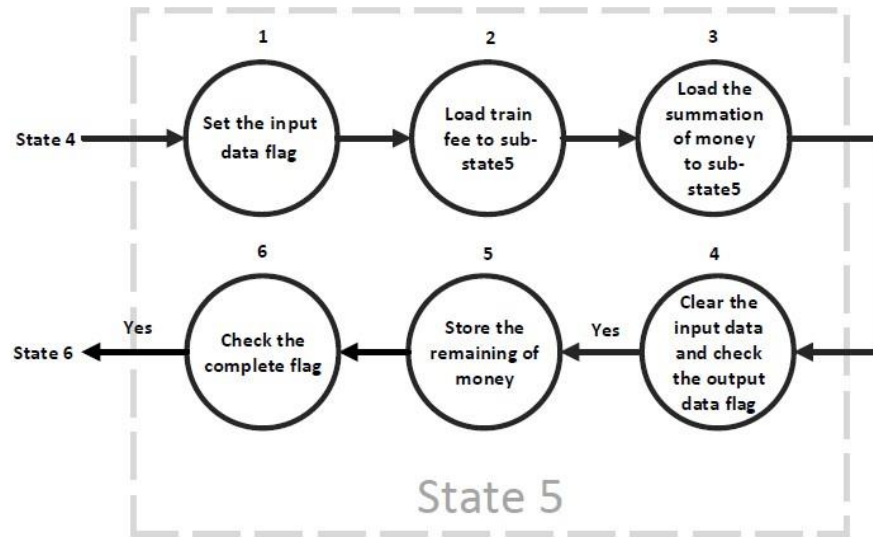 1
2
3
State 4
Set the input
data flag
Load train
fee to sub-
state5
Load the
summation
of money
to sub-
state5
6
5
4
State 6
Yes
Check the
complete flag
Store the
remaining of
money
Yes
Clear the
input data
and check
the output
data flag
State 5